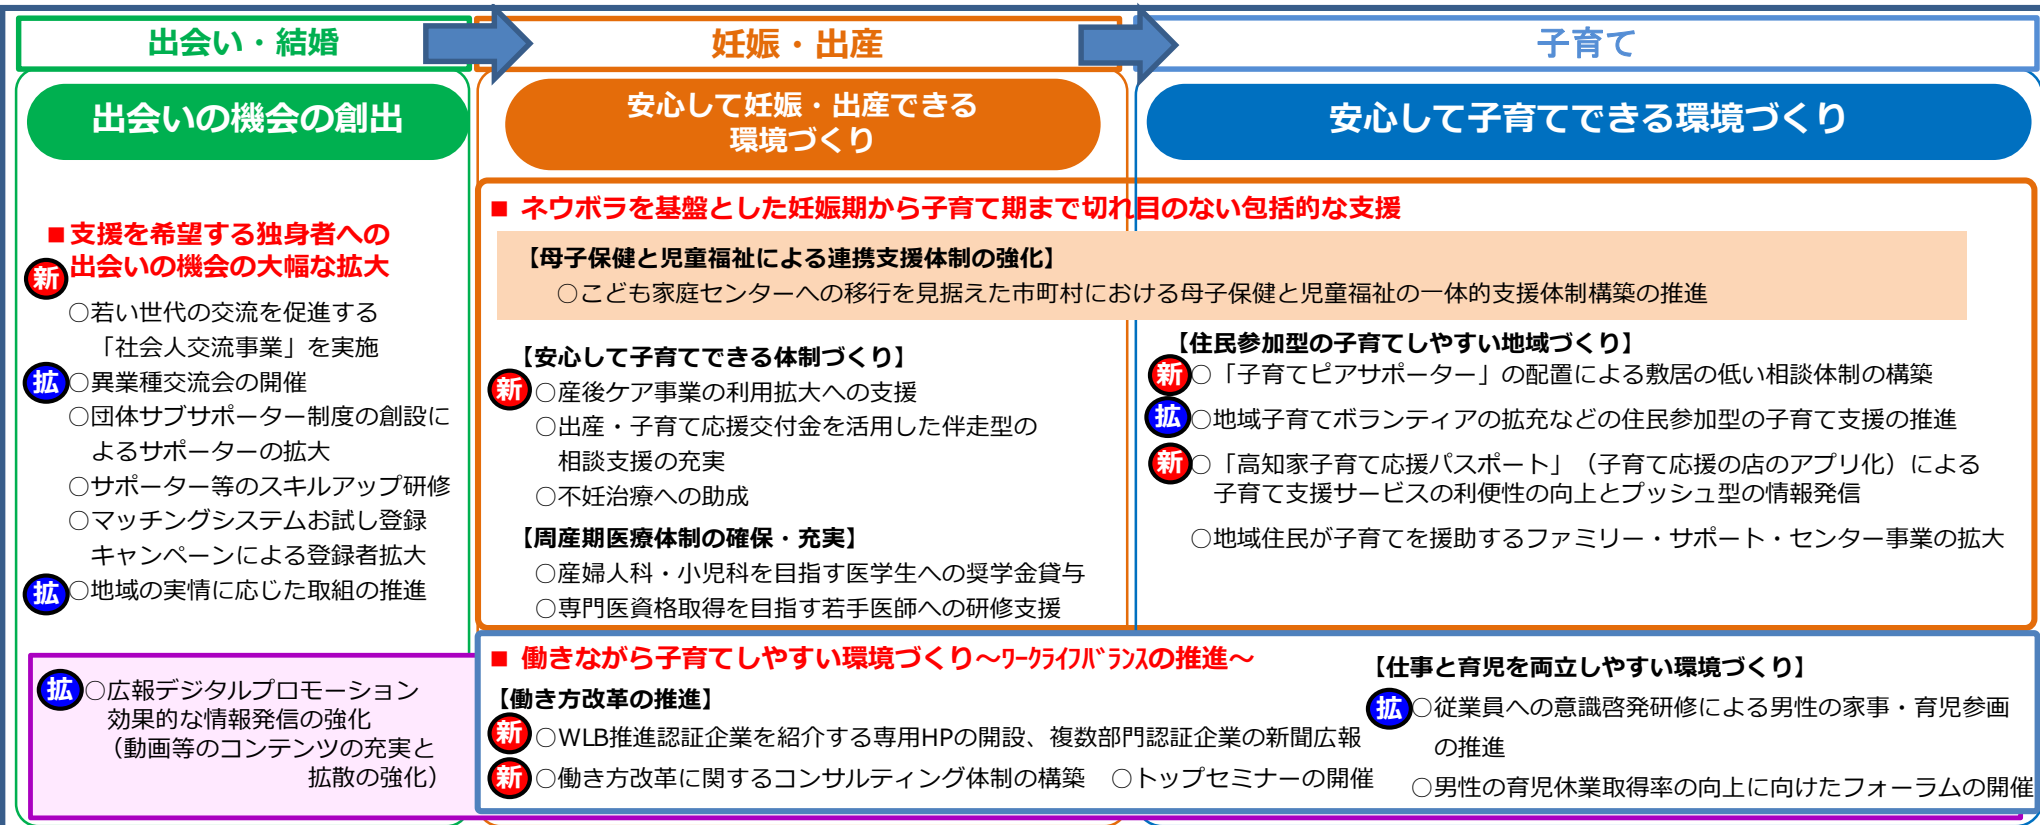 出会い・結婚
妊娠・出産
子育て
出会いの機会の創出
安心して妊娠・出産できる
環境づくり
安心して子育てできる環境づくり
■支援を希望する独身者への
新 出会いの機会の大幅な拡大
○若い世代の交流を促進する
「社会人交流事業」を実施
拡 ○異業種交流会の開催
○団体サブサポーター制度の創設に
よるサポーターの拡大
○サポーター等のスキルアップ研修
○マッチングシステムお試し登録
キャンペーンによる登録者拡大
拡 ○地域の実情に応じた取組の推進
■ ネウボラを基盤とした妊娠期から子育て期まで切れ目のない包括的な支援
【母子保健と児童福祉による連携支援体制の強化】
○こども家庭センターへの移行を見据えた市町村における母子保健と児童福祉の一体的支援体制構築の推進
【安心して子育てできる体制づくり】
新 ○産後ケア事業の利用拡大への支援
○出産・子育て応援交付金を活用した伴走型の
相談支援の充実
○不妊治療への助成
【周産期医療体制の確保・充実】
○産婦人科・小児科を目指す医学生への奨学金貸与
○専門医資格取得を目指す若手医師への研修支援
【住民参加型の子育てしやすい地域づくり】
新 ○「子育てピアサポーター」の配置による敷居の低い相談体制の構築
拡 ○地域子育てボランティアの拡充などの住民参加型の子育て支援の推進
新 ○「高知家子育て応援パスポート」（子育て応援の店のアプリ化）による
子育て支援サービスの利便性の向上とプッシュ型の情報発信
○地域住民が子育てを援助するファミリー・サポート・センター事業の拡大
拡 ○広報デジタルプロモーション
効果的な情報発信の強化
（動画等のコンテンツの充実と
拡散の強化）
■ 働きながら子育てしやすい環境づくり～ﾜｰｸﾗｲﾌﾊﾞﾗﾝｽの推進～
【働き方改革の推進】
新 ○WLB推進認証企業を紹介する専用HPの開設、複数部門認証企業の新聞広報
新 ○働き方改革に関するコンサルティング体制の構築 ○トップセミナーの開催
【仕事と育児を両立しやすい環境づくり】
拡 ○従業員への意識啓発研修による男性の家事・育児参画
の推進
○男性の育児休業取得率の向上に向けたフォーラムの開催